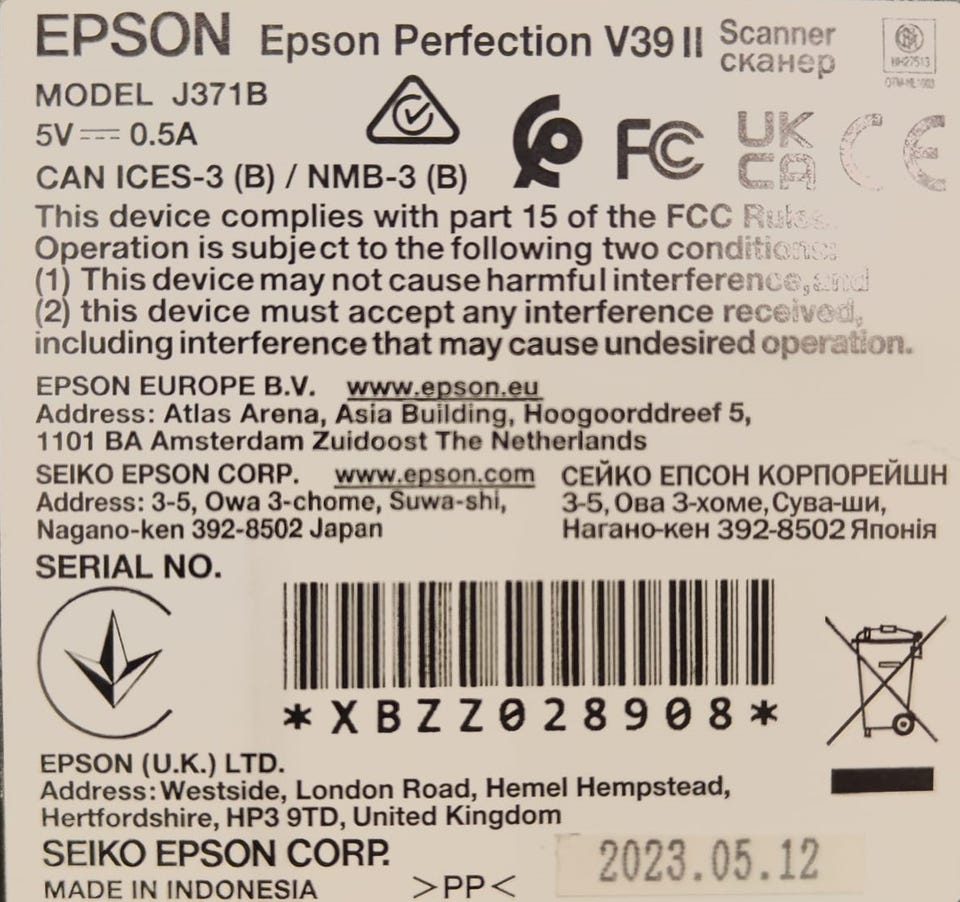 EPSON Epson Perfection V39 II Scanner
сканер
MODEL J371B
5V ⎓ 0.5A
CAN ICES-3 (B) / NMB-3 (B)
FC UK CA CE
This device complies with part 15 of the FCC Rules.
Operation is subject to the following two conditions:
(1) This device may not cause harmful interference, and
(2) this device must accept any interference received,
including interference that may cause undesired operation.
EPSON EUROPE B.V. www.epson.eu
Address: Atlas Arena, Asia Building, Hoogoorddreef 5,
1101 BA Amsterdam Zuidoost The Netherlands
SEIKO EPSON CORP. www.epson.com
Address: 3-5, Owa 3-chome, Suwa-shi,
Nagano-ken 392-8502 Japan
СЕЙКО ЕПСОН КОРПОРЕЙШН
3-5, Ова 3-хоме, Сува-ши,
Нагано-кен 392-8502 Японія
SERIAL NO.
*XBZZ028908*
EPSON (U.K.) LTD.
Address: Westside, London Road, Hemel Hempstead,
Hertfordshire, HP3 9TD, United Kingdom
SEIKO EPSON CORP.
MADE IN INDONESIA >PP< 2023.05.12